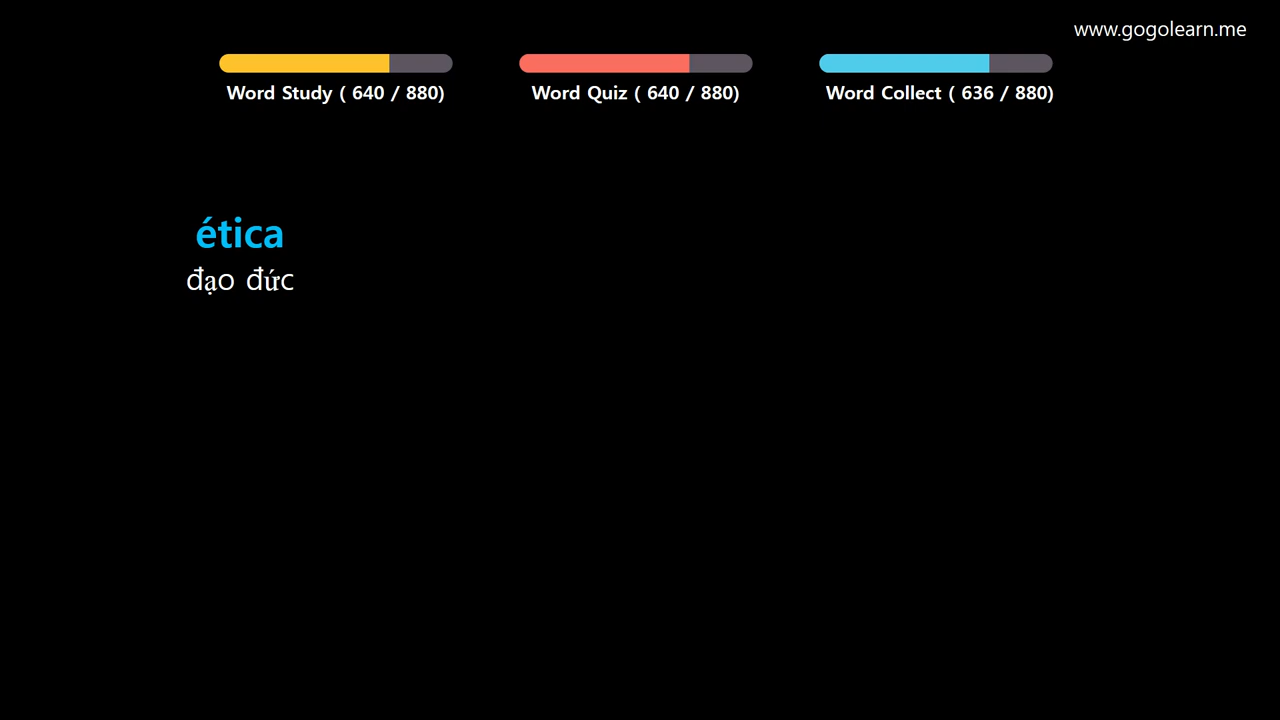 www.gogolearn.me
Word Study ( 640 / 880)
Word Quiz ( 640 / 880)
Word Collect ( 636 / 880)
ética
đạo đức